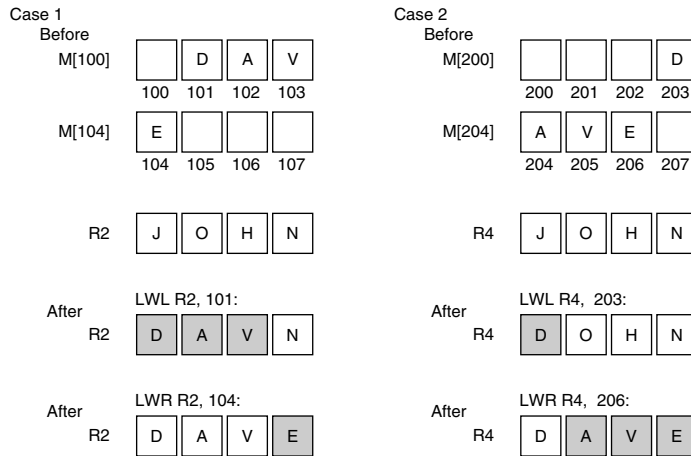 Case 1
Before
M[100] D A V
100 101 102 103
M[104] E
104 105 106 107
R2 J O H N
After
LWL R2, 101:
R2 D A V N
After
LWR R2, 104:
R2 D A V E
Case 2
Before
M[200] D
200 201 202 203
M[204] A V E
204 205 206 207
R4 J O H N
After
LWL R4, 203:
R4 D O H N
After
LWR R4, 206:
R4 D A V E